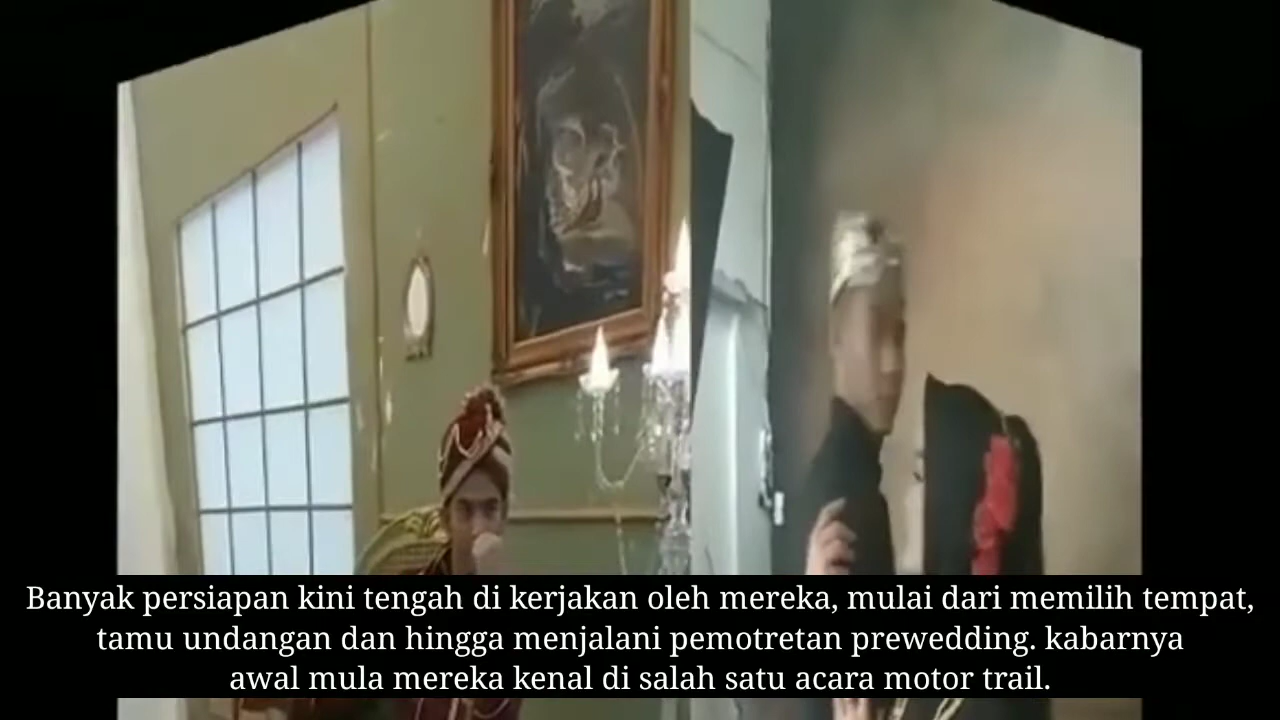 Banyak persiapan kini tengah di kerjakan oleh mereka, mulai dari memilih tempat,
tamu undangan dan hingga menjalani pemotretan prewedding. kabarnya
awal mula mereka kenal di salah satu acara motor trail.